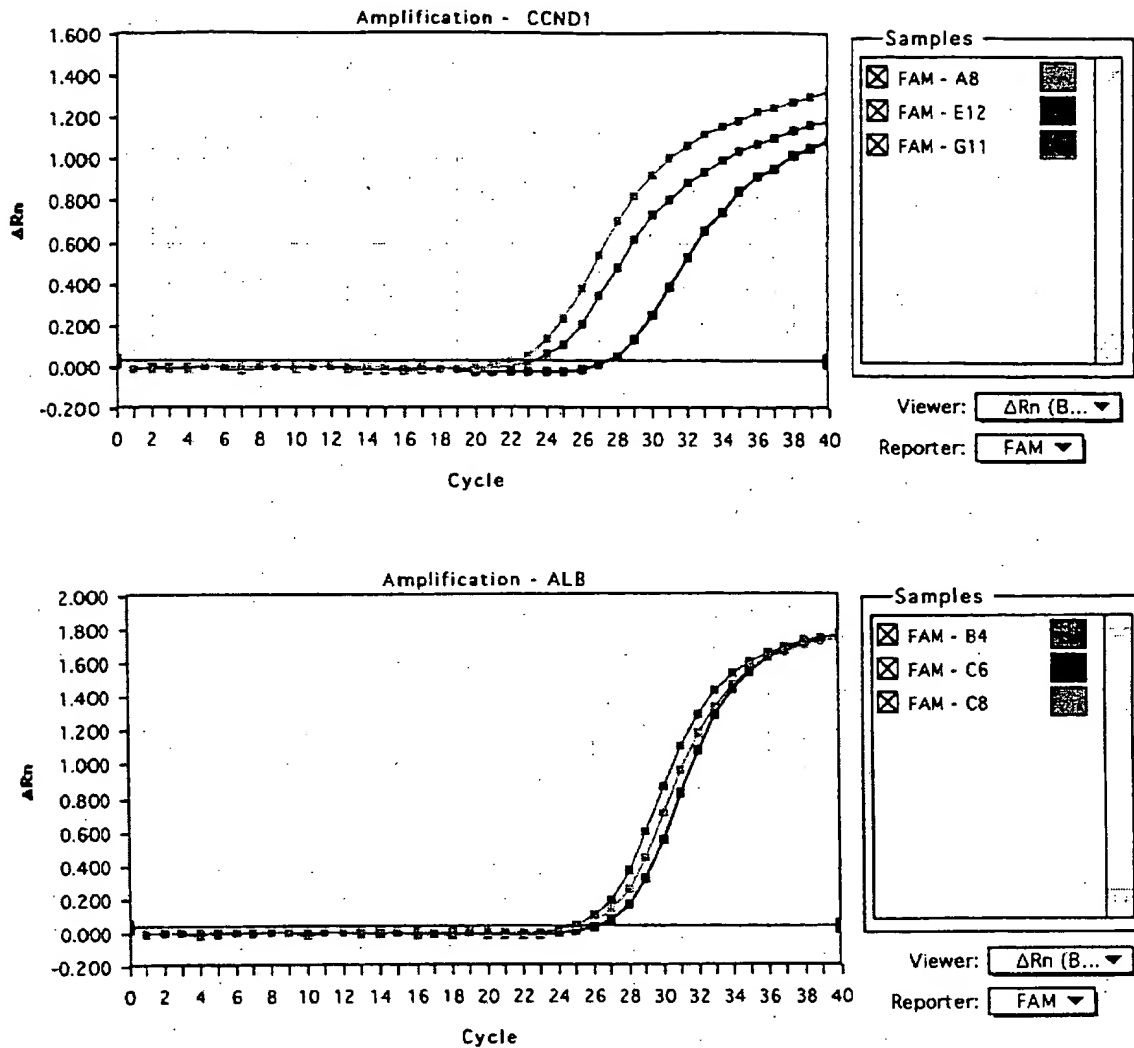 Amplification - CCND1
1.600
1.400
1.200
1.000
0.800
0.600
0.400
0.200
0.000
-0.200
ΔRn
0 2 4 6 8 10 12 14 16 18 20 22 24 26 28 30 32 34 36 38 40
Cycle
Samples
FAM - A8
FAM - E12
FAM - G11
Viewer: ΔRn (B...
Reporter: FAM
Amplification - ALB
2.000
1.800
1.600
1.400
1.200
1.000
0.800
0.600
0.400
0.200
0.000
-0.200
ΔRn
0 2 4 6 8 10 12 14 16 18 20 22 24 26 28 30 32 34 36 38 40
Cycle
Samples
FAM - B4
FAM - C6
FAM - C8
Viewer: ΔRn (B...
Reporter: FAM